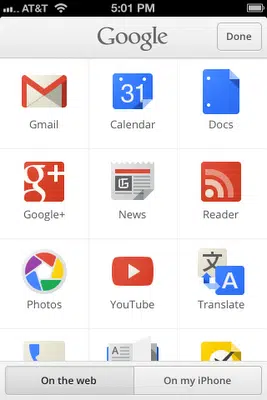 AT&T 5:01 PM
Google Done
31
Gmail Calendar Docs
g+ G
Google+ News Reader
文
A
Photos YouTube Translate
On the web On my iPhone